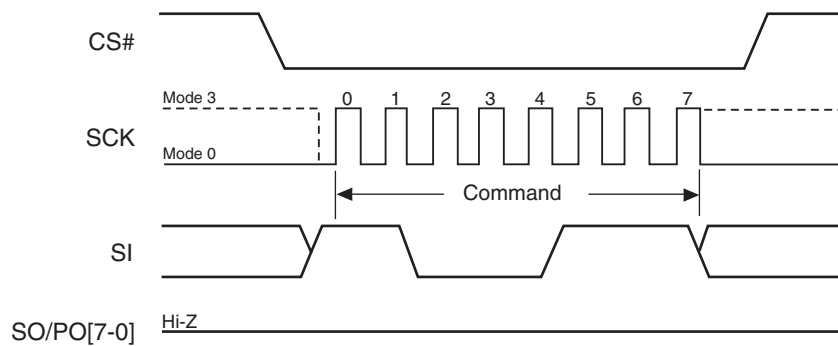 CS#
Mode 3
0 1 2 3 4 5 6 7
SCK
Mode 0
Command
SI
Hi-Z
SO/PO[7-0]